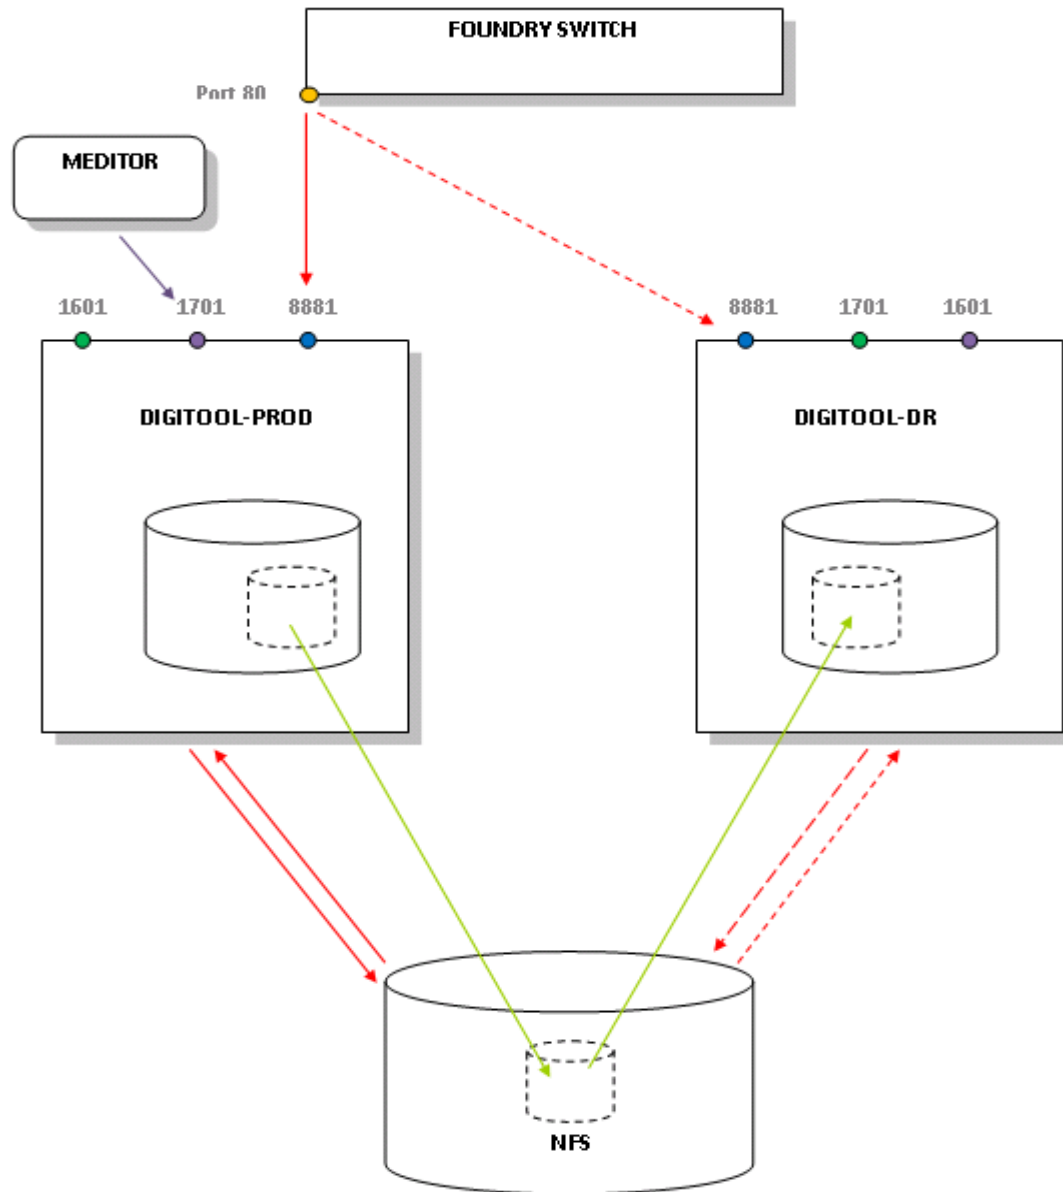 FOUNDRY SWITCH
Port 80
MEDITOR
1601 1701 8881
8881 1701 1601
DIGITOOL-PROD
DIGITOOL-DR
NFS